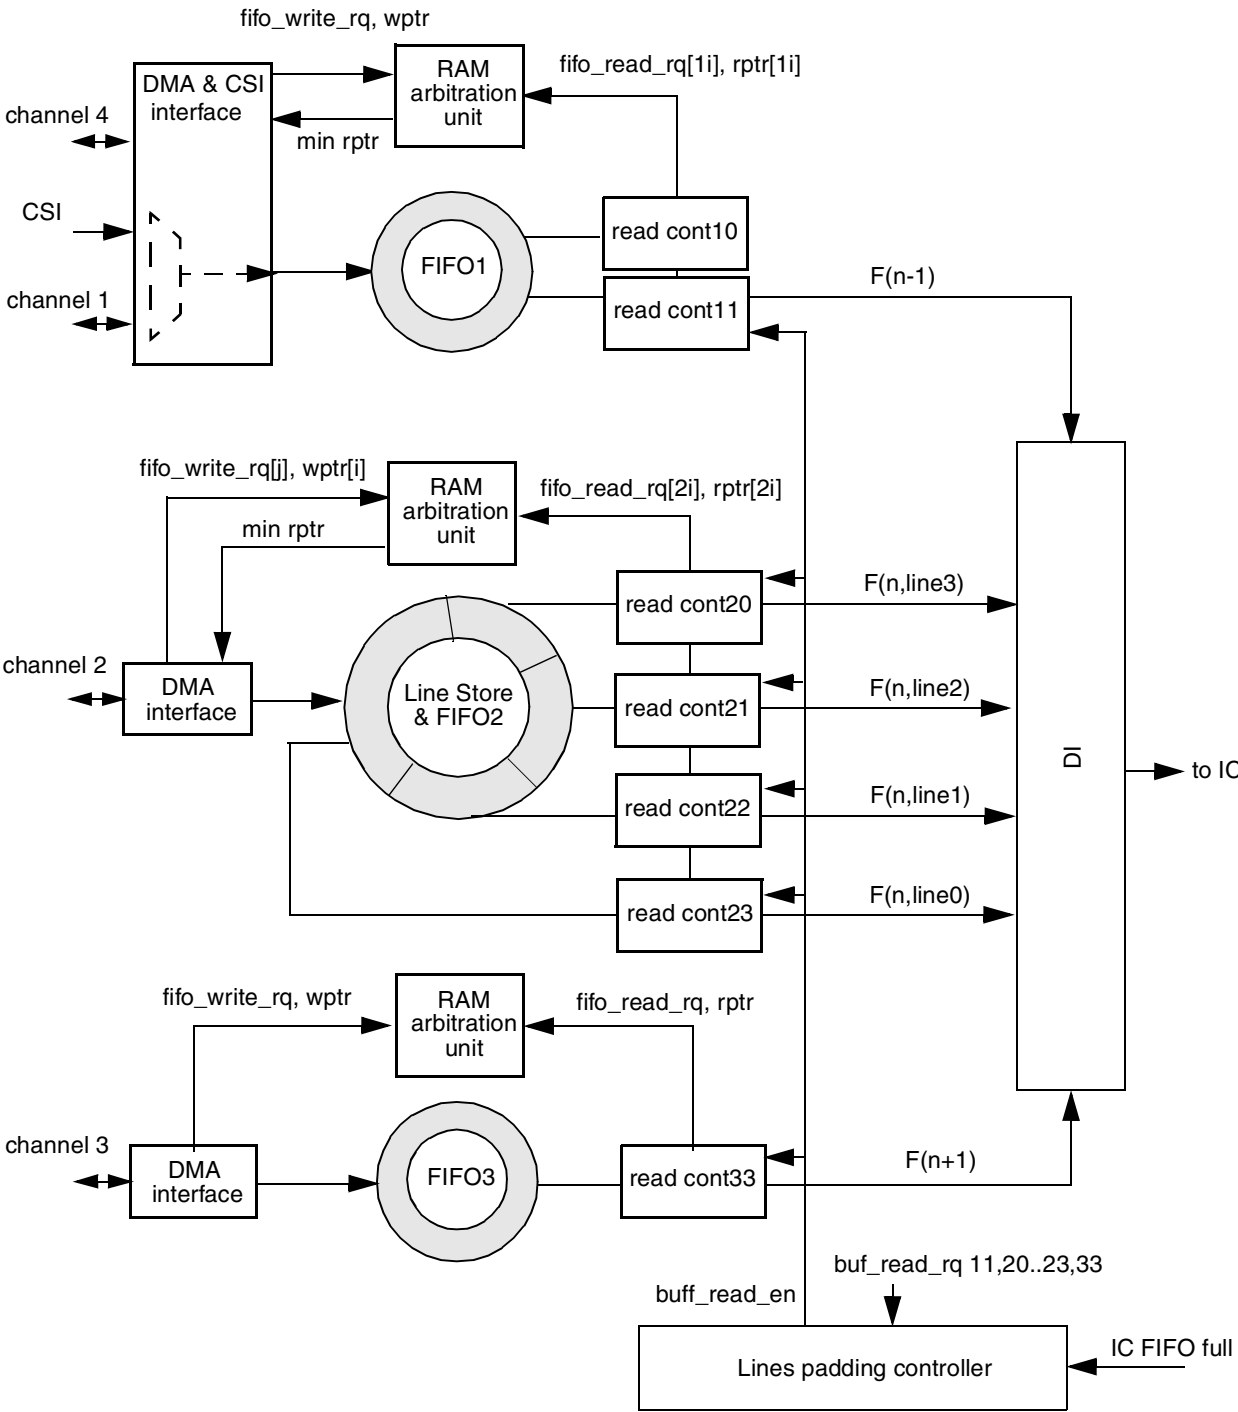 fifo_write_rq, wptr
DMA & CSI
interface
RAM
arbitration
unit
fifo_read_rq[1i], rptr[1i]
channel 4
min rptr
CSI
channel 1
FIFO1
read cont10
read cont11
F(n-1)
fifo_write_rq[j], wptr[i]
RAM
arbitration
unit
fifo_read_rq[2i], rptr[2i]
min rptr
channel 2
DMA
interface
Line Store
& FIFO2
read cont20
F(n,line3)
read cont21
F(n,line2)
read cont22
F(n,line1)
read cont23
F(n,line0)
DI
to IC
fifo_write_rq, wptr
RAM
arbitration
unit
fifo_read_rq, rptr
channel 3
DMA
interface
FIFO3
read cont33
F(n+1)
buff_read_en
buf_read_rq 11,20..23,33
Lines padding controller
IC FIFO full